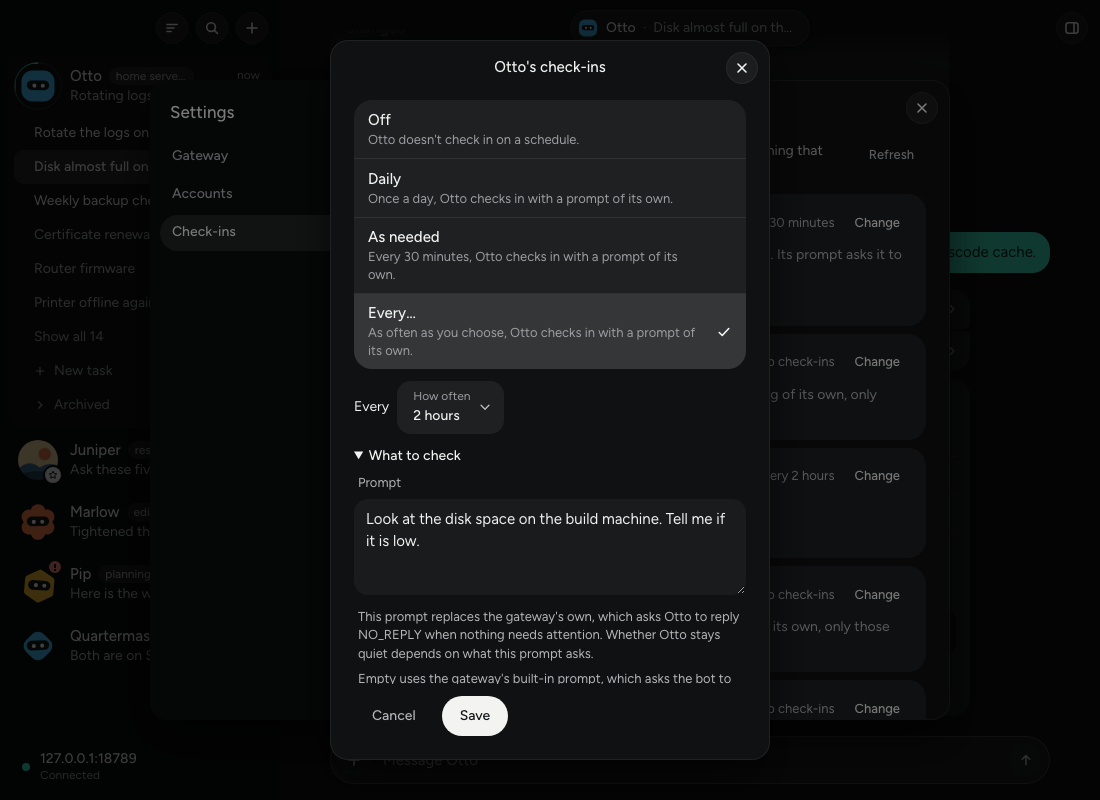 Otto · Disk almost full on th...
Otto home serve... now
Rotating logs
Rotate the logs on
Disk almost full on
Weekly backup che
Certificate renewa
Router firmware
Printer offline again
Show all 14
+ New task
Archived
Juniper res
Ask these fiv
Marlow edi
Tightened th
Pip planning
Here is the w
Quartermas
Both are on S
127.0.0.1:18789
Connected
Settings
Gateway
Accounts
Check-ins
Otto's check-ins
Off
Otto doesn't check in on a schedule.
Daily
Once a day, Otto checks in with a prompt of its own.
As needed
Every 30 minutes, Otto checks in with a prompt of its
own.
Every...
As often as you choose, Otto checks in with a prompt of
its own.
Every
How often
2 hours
What to check
Prompt
Look at the disk space on the build machine. Tell me if
it is low.
This prompt replaces the gateway's own, which asks Otto to reply
NO_REPLY when nothing needs attention. Whether Otto stays
quiet depends on what this prompt asks.
Empty uses the gateway's built-in prompt, which asks the bot to
Cancel
Save
ning that
Refresh
30 minutes Change
. Its prompt asks it to
check-ins Change
g of its own, only
ery 2 hours Change
check-ins Change
its own, only those
check-ins Change
scode cache.
Message Otto